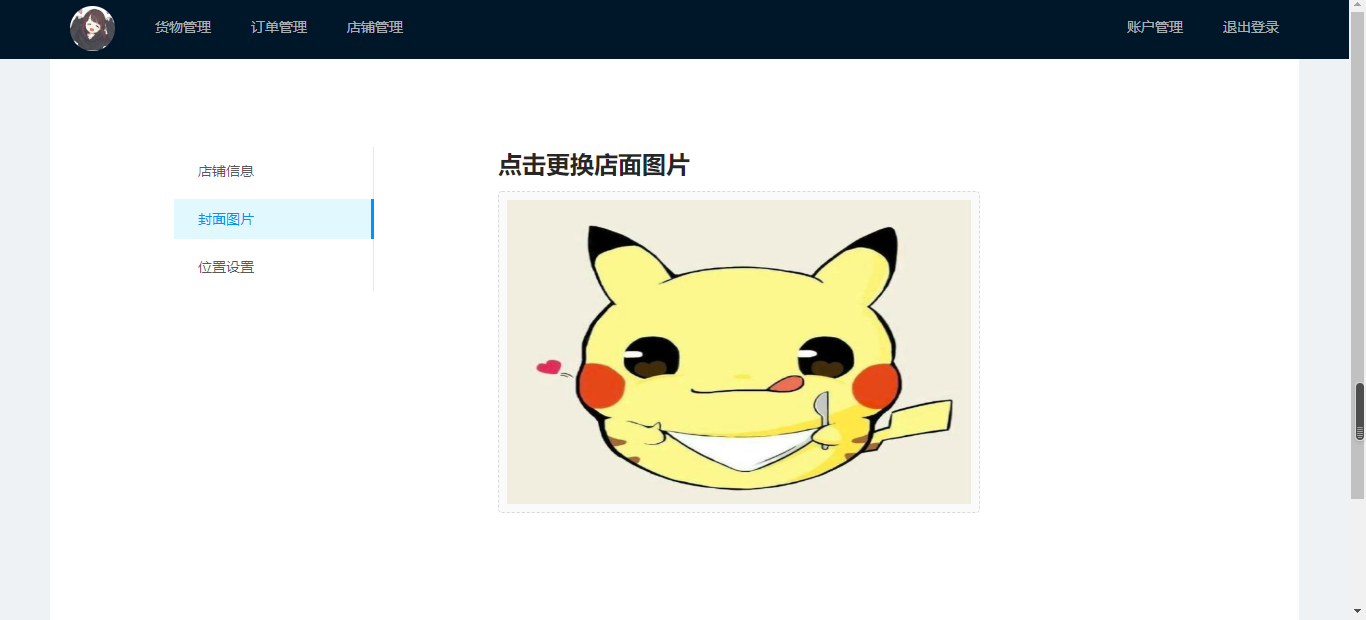 货物管理 订单管理 店铺管理 账户管理 退出登录
店铺信息
封面图片
位置设置
点击更换店面图片